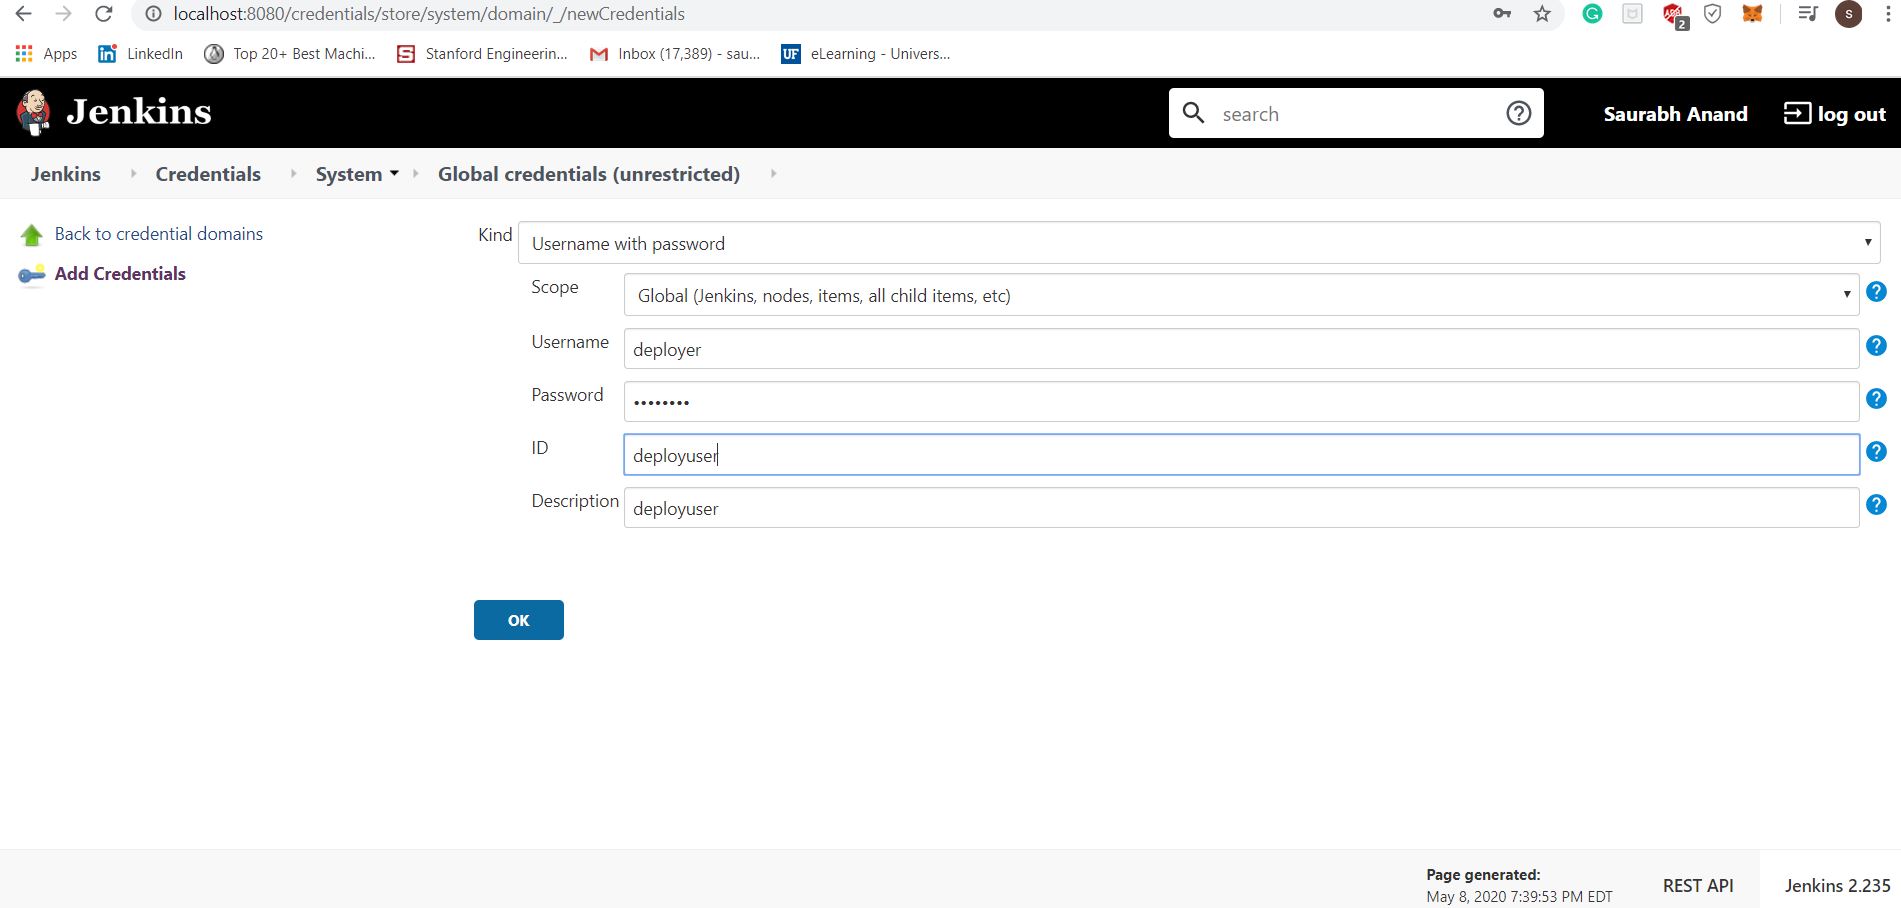 localhost:8080/credentials/store/system/domain/_/newCredentials
2
S
Apps LinkedIn Top 20+ Best Machi... Stanford Engineerin... Inbox (17,389) - sau... UF eLearning - Univers...
Jenkins search Saurabh Anand log out
Jenkins Credentials System Global credentials (unrestricted)
Back to credential domains
Add Credentials
Kind Username with password
Scope Global (Jenkins, nodes, items, all child items, etc)
Username deployer
Password ••••••••
ID deployuser
Description deployuser
OK
Page generated:
May 8, 2020 7:39:53 PM EDT
REST API
Jenkins 2.235